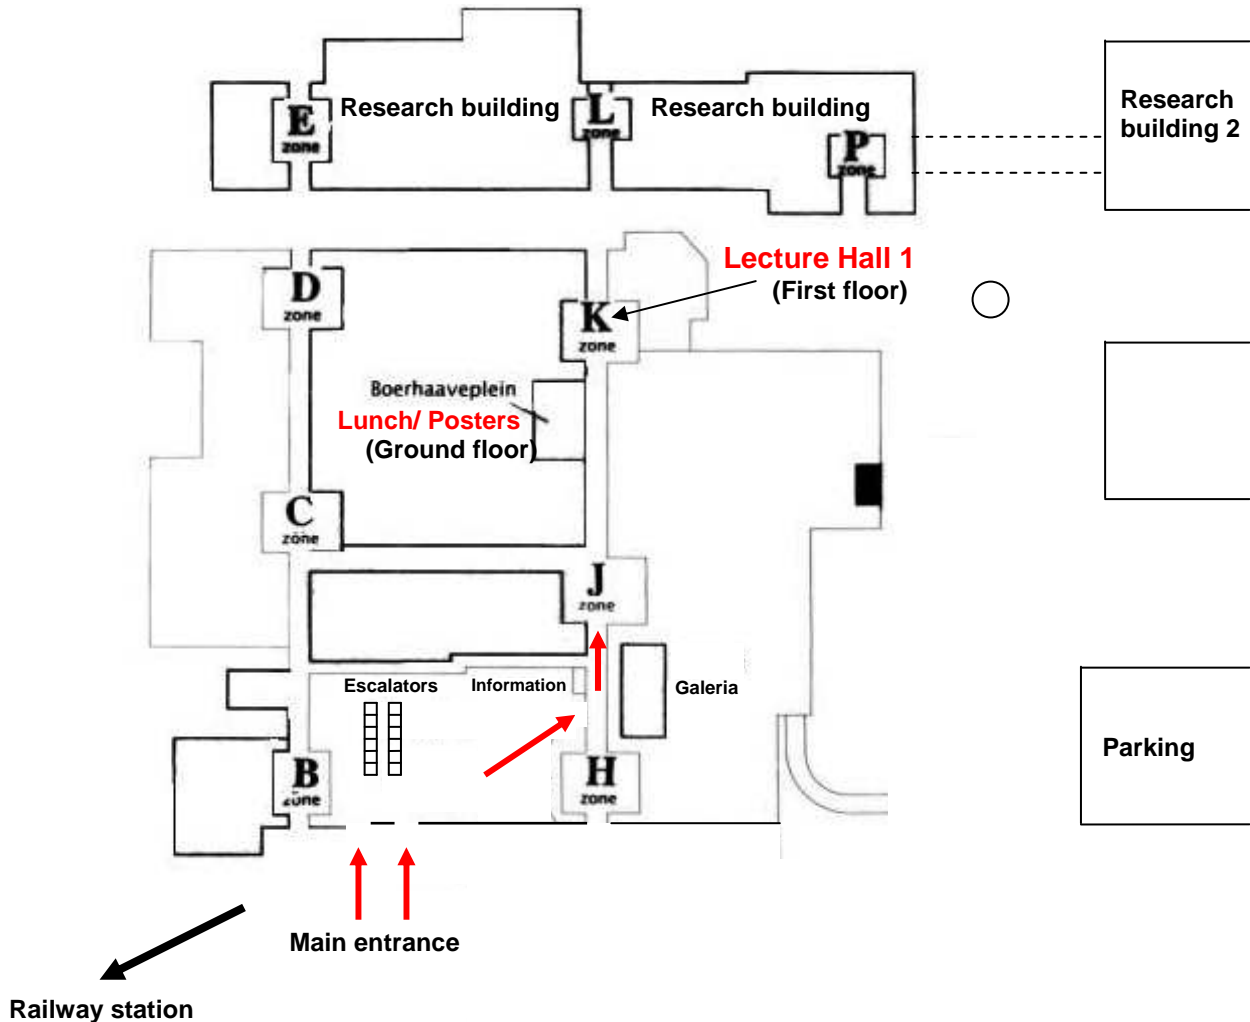 Research building
Research building
Research
building 2
E
zone
L
zone
P
zone
Lecture Hall 1
(First floor)
D
zone
K
zone
Boerhaaveplein
Lunch/ Posters
(Ground floor)
C
zone
J
zone
Escalators
Information
Galeria
B
zone
H
zone
Parking
Main entrance
Railway station